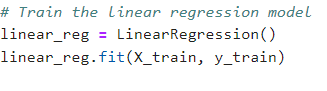 # Train the linear regression model
linear_reg = LinearRegression()
linear_reg.fit(X_train, y_train)